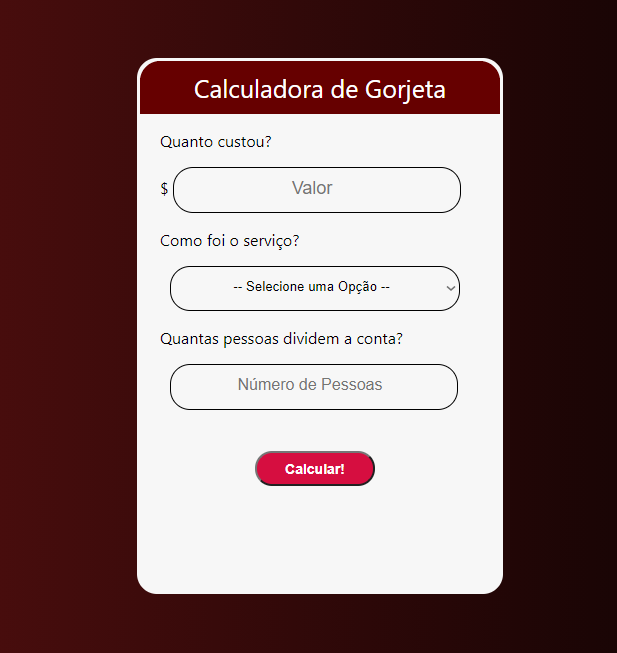 Calculadora de Gorjeta
Quanto custou?
$ Valor
Como foi o serviço?
-- Selecione uma Opção --
Quantas pessoas dividem a conta?
Número de Pessoas
Calcular!